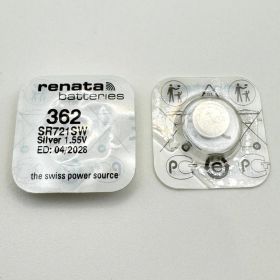 renata
batteries
362
SR721SW
Silver 1.55V
ED: 04/2026
the swiss power source